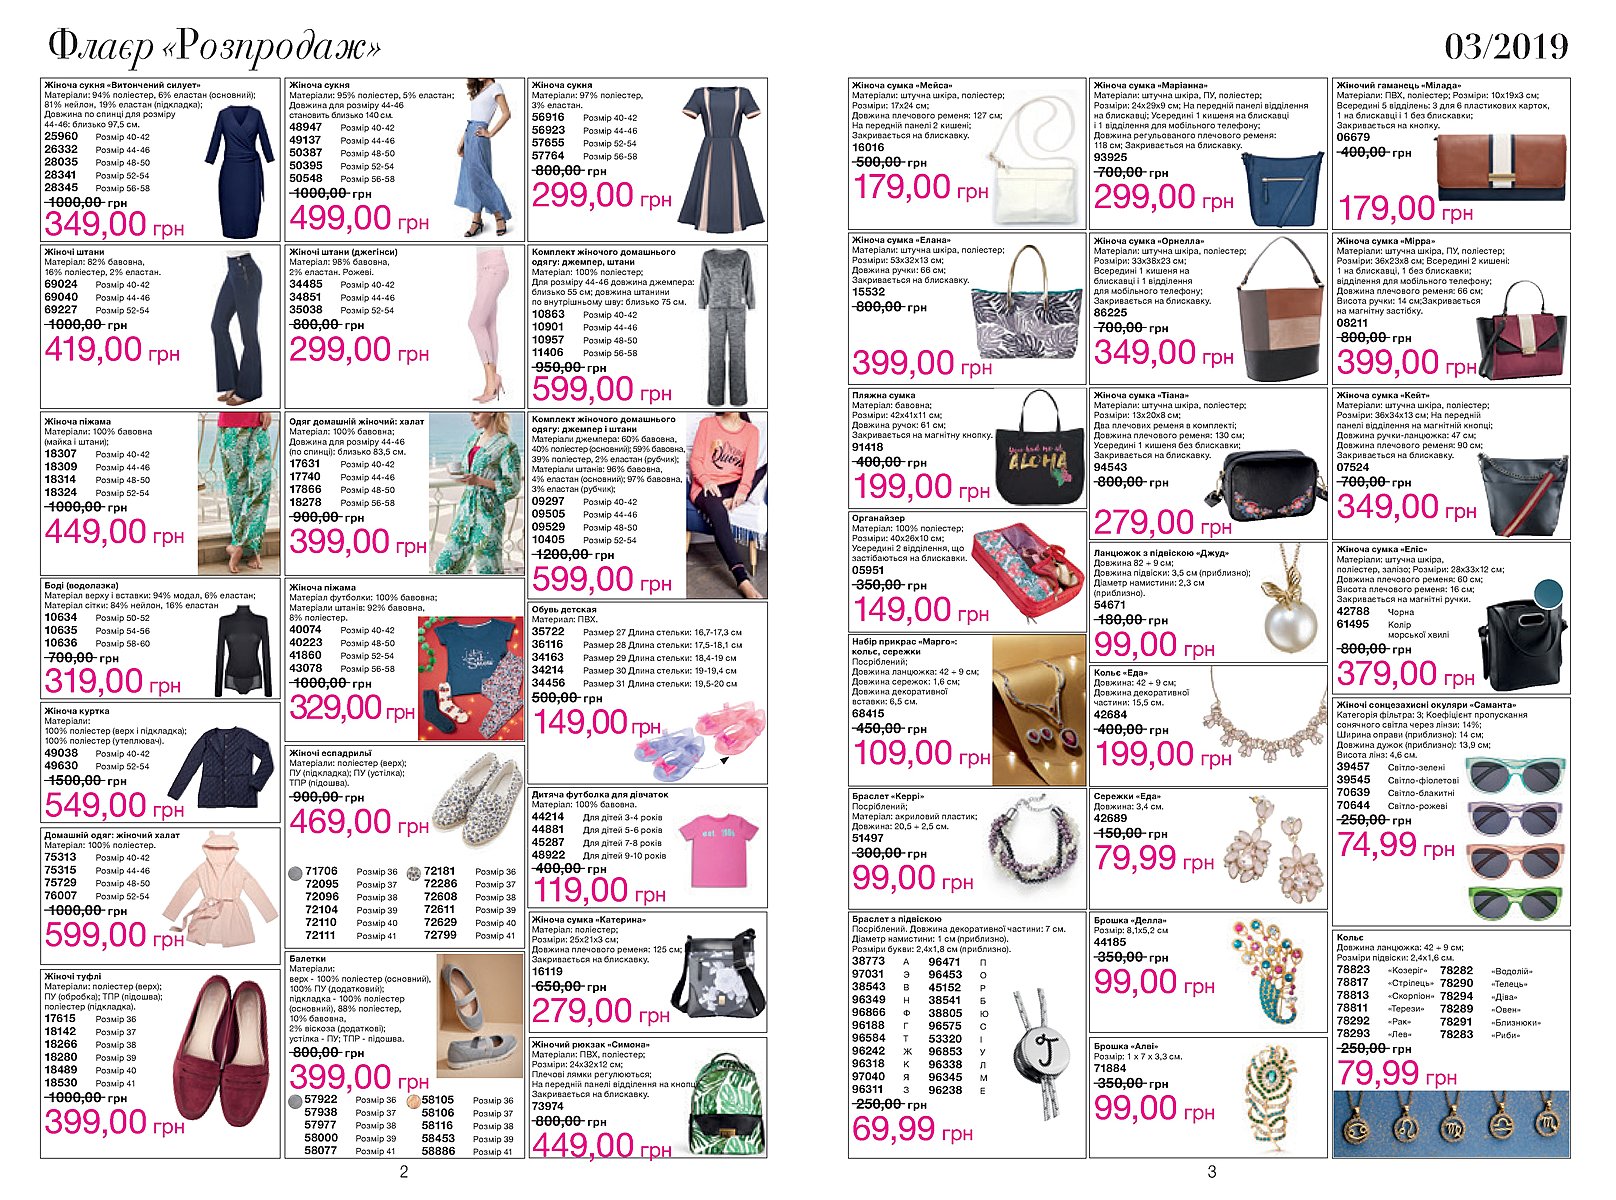 Флаєр «Розпродаж»
03/2019
Жіноча сукня «Витончений силует»
Матеріали: 94% поліестер, 6% еластан (основний);
81% нейлон, 19% еластан (підкладка);
Довжина по спинці для розміру
44-46: близько 97,5 см.
25960 Розмір 40-42
26332 Розмір 44-46
28035 Розмір 48-50
28341 Розмір 52-54
28345 Розмір 56-58
1000,00 грн
349,00 грн
Жіночі штани
Матеріал: 82% бавовна,
16% поліестер, 2% еластан.
69024 Розмір 40-42
69040 Розмір 44-46
69227 Розмір 52-54
1000,00 грн
419,00 грн
Жіноча піжама
Матеріали: 100% бавовна
(майка і штани);
18307 Розмір 40-42
18309 Розмір 44-46
18314 Розмір 48-50
18324 Розмір 52-54
1000,00 грн
449,00 грн
Боді (водолазка)
Матеріал верху і вставки: 94% модал, 6% еластан;
Матеріал сітки: 84% нейлон, 16% еластан
10634 Розмір 50-52
10635 Розмір 54-56
10636 Розмір 58-60
700,00 грн
319,00 грн
Жіноча куртка
Матеріали:
100% поліестер (верх і підкладка);
100% поліестер (утеплювач).
49038 Розмір 40-42
49630 Розмір 52-54
1500,00 грн
549,00 грн
Домашній одяг: жіночий халат
Матеріал: 100% поліестер.
75313 Розмір 40-42
75315 Розмір 44-46
75729 Розмір 48-50
76007 Розмір 52-54
1000,00 грн
599,00 грн
Жіночі туфлі
Матеріали: поліестер (верх);
ПУ (обробка); ТПР (підошва);
поліестер (підкладка).
17615 Розмір 36
18142 Розмір 37
18266 Розмір 38
18280 Розмір 39
18489 Розмір 40
18530 Розмір 41
1000,00 грн
399,00 грн
Жіноча сукня
Матеріали: 95% поліестер, 5% еластан;
Довжина для розміру 44-46
становить близько 140 см.
48947 Розмір 40-42
49137 Розмір 44-46
50387 Розмір 48-50
50395 Розмір 52-54
50548 Розмір 56-58
1000,00 грн
499,00 грн
Жіночі штани (джегінси)
Матеріал: 98% бавовна,
2% еластан. Рожеві.
34485 Розмір 40-42
34851 Розмір 44-46
35038 Розмір 52-54
800,00 грн
299,00 грн
Одяг домашній жіночий: халат
Матеріал: 100% бавовна
Довжина для розміру 44-46
(по спинці): близько 83,5 см.
17631 Розмір 40-42
17740 Розмір 44-46
17866 Розмір 48-50
18278 Розмір 56-58
900,00 грн
399,00 грн
Жіноча піжама
Матеріал футболки: 100% бавовна;
Матеріали штанів: 92% бавовна,
8% поліестер.
40074 Розмір 40-42
40223 Розмір 48-50
41860 Розмір 52-54
43078 Розмір 56-58
1000,00 грн
329,00 грн
Жіночі еспадрильї
Матеріали: поліестер (верх);
ПУ (підкладка); ПУ (устілка);
ТПР (підошва).
900,00 грн
469,00 грн
71706 Розмір 36 72181 Розмір 36
72095 Розмір 37 72286 Розмір 37
72096 Розмір 38 72608 Розмір 38
72104 Розмір 39 72611 Розмір 39
72110 Розмір 40 72629 Розмір 40
72111 Розмір 41 72799 Розмір 41
Балетки
Матеріали:
верх - 100% поліестер (основний),
100% ПУ (додатковий);
підкладка - 100% поліестер
(основний), 88% поліестер,
10% бавовна,
2% віскоза (додаткові);
устілка - ПУ; ТПР - підошва.
800,00 грн
399,00 грн
57922 Розмір 36 58105 Розмір 36
57938 Розмір 37 58106 Розмір 37
57977 Розмір 38 58116 Розмір 38
58000 Розмір 39 58453 Розмір 39
58077 Розмір 41 58886 Розмір 41
Жіноча сукня
Матеріали: 97% поліестер,
3% еластан.
56916 Розмір 40-42
56923 Розмір 44-46
57655 Розмір 52-54
57764 Розмір 56-58
800,00 грн
299,00 грн
Комплект жіночого домашнього
одягу: джемпер, штани
Матеріал: 100% поліестер;
Для розміру 44-46 довжина джемпера:
близько 55 см; довжина штанини
по внутрішньому шву: близько 75 см.
10863 Розмір 40-42
10901 Розмір 44-46
10957 Розмір 48-50
11406 Розмір 56-58
950,00 грн
599,00 грн
Комплект жіночого домашнього
одягу: джемпер і штани
Матеріали джемпера: 60% бавовна,
40% поліестер(основний); 59% бавовна,
39% поліестер, 2% еластан (рубчик);
Матеріали штанів: 96% бавовна,
4% еластан (основний); 97% бавовна,
3% еластан (рубчик);
09297 Розмір 40-42
09505 Розмір 44-46
09529 Розмір 48-50
10405 Розмір 52-54
1200,00 грн
599,00 грн
Обувь детская
Материал: ПВХ.
35722 Размер 27 Длина стельки: 16,7-17,3 см
36116 Размер 28 Длина стельки: 17,5-18,1 см
34163 Размер 29 Длина стельки: 18,4-19 см
34214 Размер 30 Длина стельки: 19-19,4 см
34456 Размер 31 Длина стельки: 19,5-20 см
500,00 грн
149,00 грн
Дитяча футболка для дівчаток
Матеріал: 100% бавовна.
44214 Для дітей 3-4 років
44881 Для дітей 5-6 років
45287 Для дітей 7-8 років
48922 Для дітей 9-10 років
400,00 грн
119,00 грн
Жіноча сумка «Катерина»
Матеріал: поліестер;
Розміри: 25х21х3 см;
Довжина плечового ременя: 125 см;
Закривається на блискавку.
16119
650,00 грн
279,00 грн
Жіночий рюкзак «Симона»
Матеріали: ПВХ, поліестер;
Розміри: 24х32х12 см;
Плечові лямки регулюються;
На передній панелі відділення на кнопці
Закривається на блискавку.
73974
800,00 грн
449,00 грн
2
Жіноча сумка «Мейса»
Матеріали: штучна шкіра, поліестер;
Розміри: 17х24 см;
Довжина плечового ременя: 127 см;
На передній панелі 2 кишені;
Закривається на блискавку.
16016
500,00 грн
179,00 грн
Жіноча сумка «Елана»
Матеріали: штучна шкіра, поліестер;
Розміри: 53х32х13 см;
Довжина ручки: 66 см;
Закривається на блискавку.
15532
800,00 грн
399,00 грн
Пляжна сумка
Матеріал: бавовна;
Розміри: 42х41х11 см;
Довжина ручок: 61 см;
Закривається на магнітну кнопку.
91418
400,00 грн
199,00 грн
ALOHA
Органайзер
Матеріал: 100% поліестер;
Розміри: 40х26х10 см;
Усередині 2 відділення, що
застібаються на блискавки.
05951
350,00 грн
149,00 грн
Набір прикрас «Марго»:
кольє, сережки
Посріблений;
Довжина ланцюжка: 42 + 9 см;
Довжина сережок: 1,6 см;
Довжина декоративної
вставки: 6,5 см.
68415
450,00 грн
109,00 грн
Браслет «Керрі»
Посріблений;
Матеріал: акриловий пластик;
Довжина: 20,5 + 2,5 см.
51497
300,00 грн
99,00 грн
Браслет з підвіскою
Посріблений. Довжина декоративної частини: 7 см.
Діаметр намистини: 1 см (приблизно).
Розміри букви: 2,4х1,8 см (приблизно).
38773 А 96471 П
97031 Э 96453 О
38543 В 45152 Р
96349 Н 38541 Б
96866 Ф 38805 Ю
96188 Г 96575 С
96584 Т 53320 І
96242 Ж 96853 У
96318 К 96338 Л
97040 Я 96345 М
96311 З 96238 Е
250,00 грн
69,99 грн
Жіноча сумка «Маріанна»
Матеріали: штучна шкіра, ПУ, поліестер;
Розміри: 24х29х9 см; На передній панелі відділення
на блискавці; Усередині 1 кишеня на блискавці
і 1 відділення для мобільного телефону;
Довжина регульованого плечового ременя:
118 см; Закривається на блискавку.
93925
700,00 грн
299,00 грн
Жіноча сумка «Орнелла»
Матеріали: штучна шкіра, поліестер;
Розміри: 33х38х23 см;
Всередині 1 кишеня на
блискавці і 1 відділення
для мобільного телефону;
Закривається на блискавку.
86225
700,00 грн
349,00 грн
Жіноча сумка «Тіана»
Матеріали: штучна шкіра, поліестер;
Розміри: 13х20х8 см;
Два плечових ременя в комплекті;
Довжина плечового ременя: 130 см;
Усередині 1 кишеня без блискавки;
Закривається на блискавку.
94543
800,00 грн
279,00 грн
Ланцюжок з підвіскою «Джуд»
Довжина 82 + 9 см;
Довжина підвіски: 3,5 см (приблизно);
Діаметр намистини: 2,3 см
(приблизно).
54671
180,00 грн
99,00 грн
Кольє «Еда»
Довжина: 42 + 9 см;
Довжина декоративної
частини: 15,5 см.
42684
400,00 грн
199,00 грн
Сережки «Еда»
Довжина: 3,4 см.
42689
150,00 грн
79,99 грн
Брошка «Делла»
Розмір: 8,1х5,2 см
44185
350,00 грн
99,00 грн
Брошка «Алві»
Розмір: 1 х 7 х 3,3 см.
71884
350,00 грн
99,00 грн
Жіночий гаманець «Мілада»
Матеріали: ПВХ, поліестер; Розміри: 10х19х3 см;
Всередині 5 відділень: 3 для 6 пластикових карток,
1 на блискавці і 1 без блискавки;
Закривається на кнопку.
06679
400,00 грн
179,00 грн
Жіноча сумка «Мірра»
Матеріали: штучна шкіра, ПУ, поліестер;
Розміри: 36х23х8 см; Всередині 2 кишені:
1 на блискавці, 1 без блискавки;
відділення для мобільного телефону;
Довжина плечового ременя: 66 см;
Висота ручки: 14 см;Закривається
на магнітну застібку.
08211
800,00 грн
399,00 грн
Жіноча сумка «Кейт»
Матеріали: штучна шкіра, поліестер;
Розміри: 36х34х13 см; На передній
панелі відділення на магнітній кнопці;
Довжина ручки-ланцюжка: 47 см;
Довжина плечового ременя: 90 см;
Закривається на блискавку.
07524
700,00 грн
349,00 грн
Жіноча сумка «Еліс»
Матеріали: штучна шкіра,
поліестер, залізо; Розміри: 28х33х12 см;
Довжина плечового ременя: 60 см;
Висота плечового ременя: 16 см;
Закривається на магнітні ручки.
42788 Чорна
61495 Колір
морської хвилі
800,00 грн
379,00 грн
Жіночі сонцезахисні окуляри «Саманта»
Категорія фільтра: 3; Коефіцієнт пропускання
сонячного світла через лінзи: 14%;
Ширина оправи (приблизно): 14 см;
Довжина дужок (приблизно): 13,9 см;
Висота лінз: 4,6 см.
39457 Світло-зелені
39545 Світло-фіолетові
70639 Світло-блакитні
70644 Світло-рожеві
250,00 грн
74,99 грн
Кольє
Довжина ланцюжка: 42 + 9 см;
Розміри підвіски: 2,4х1,6 см.
78823 «Козеріг» 78282 «Водолій»
78817 «Стрілець» 78290 «Телець»
78813 «Скорпіон» 78294 «Діва»
78811 «Терези» 78289 «Овен»
78292 «Рак» 78291 «Близнюки»
78293 «Лев» 78283 «Риби»
250,00 грн
79,99 грн
3